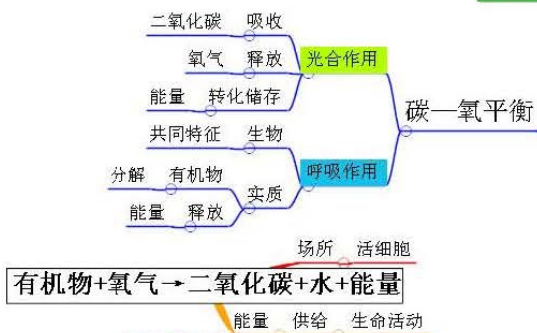 二氧化碳 吸收
氧气 释放 光合作用
能量 转化储存
碳—氧平衡
共同特征 生物
分解 有机物 呼吸作用
实质
能量 释放
场所 活细胞
有机物+氧气→二氧化碳+水+能量
能量 供给 生命活动